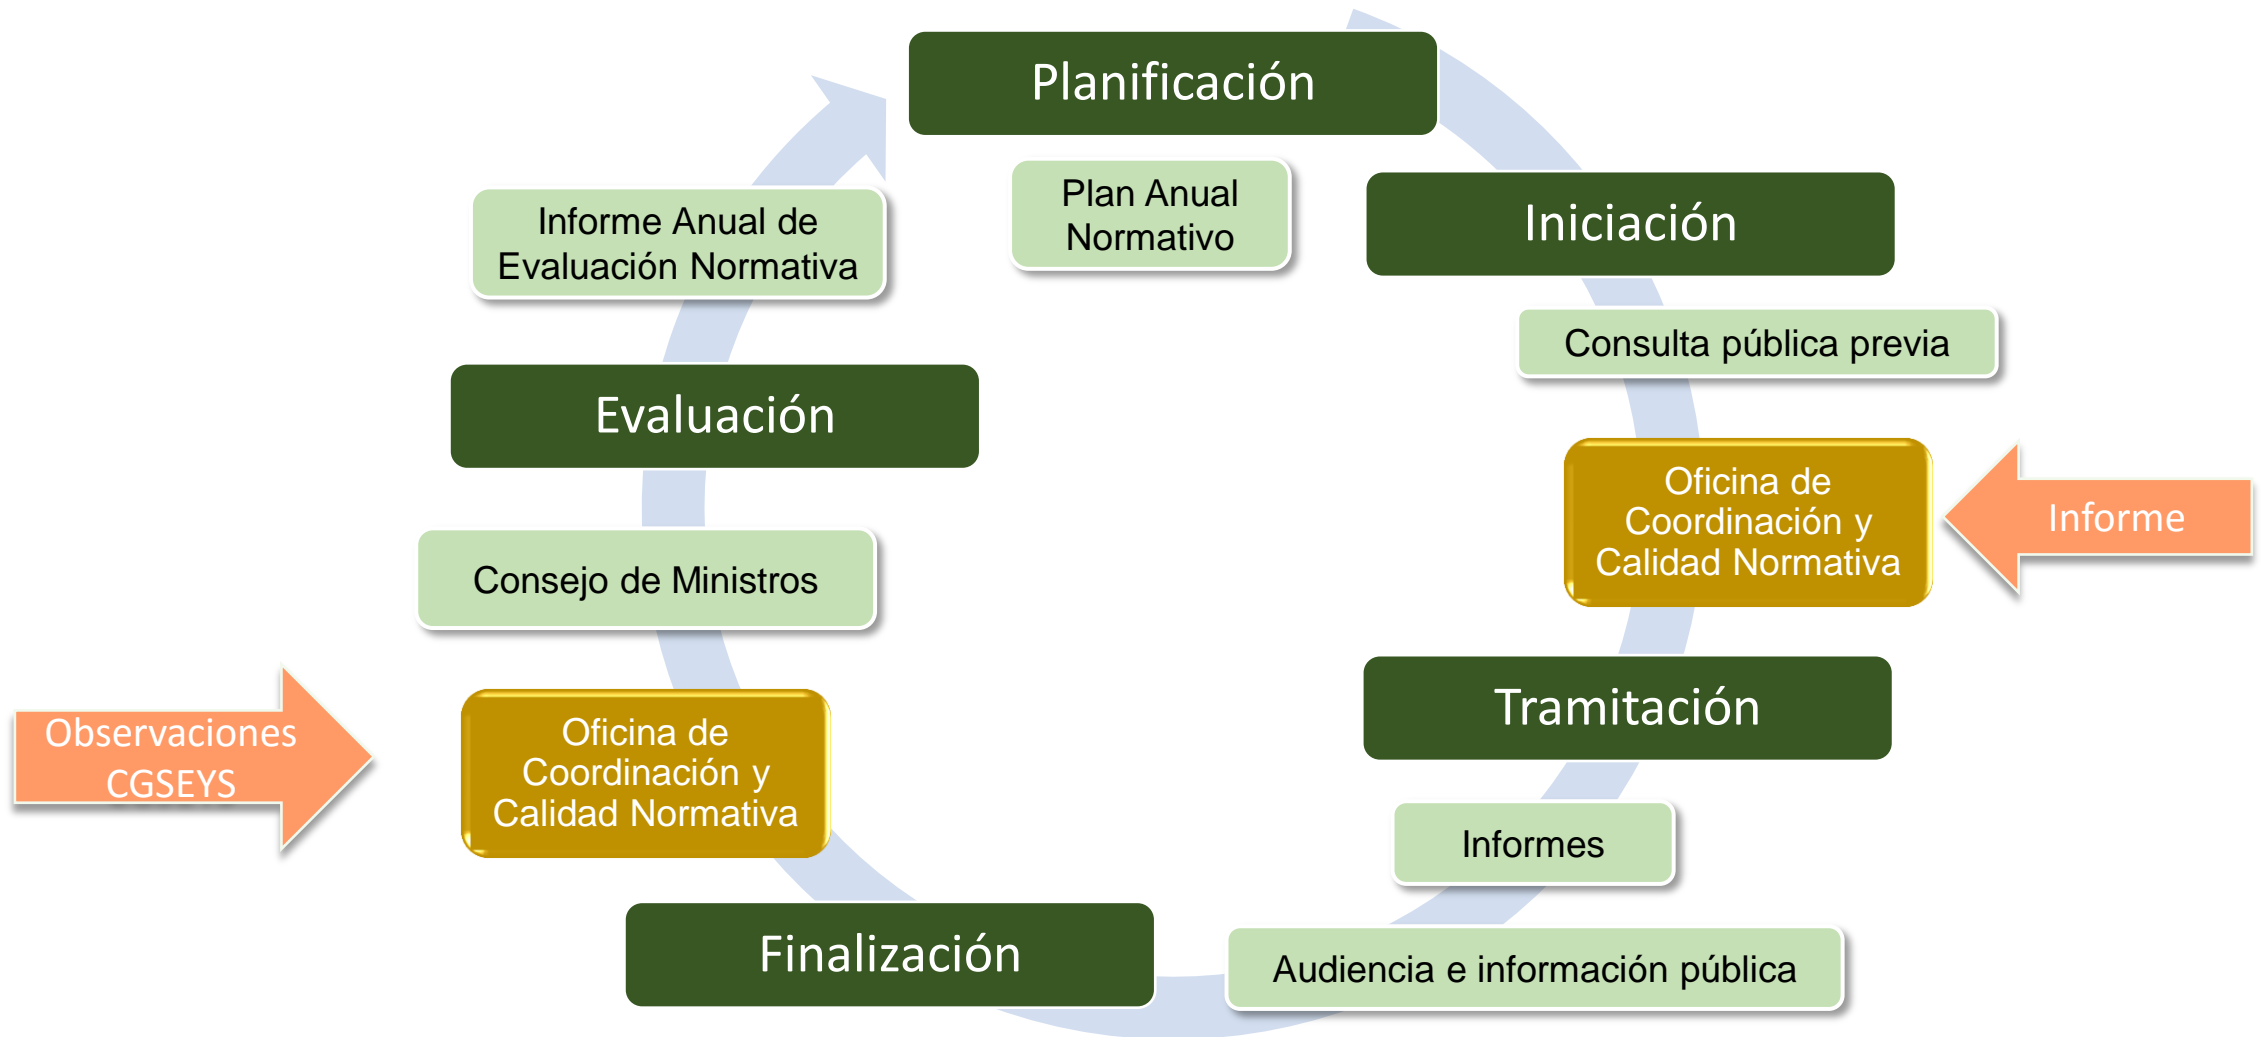 Planificación
Plan Anual
Normativo
Iniciación
Consulta pública previa
Oficina de
Coordinación y
Calidad Normativa
Informe
Tramitación
Informes
Audiencia e información pública
Finalización
Oficina de
Coordinación y
Calidad Normativa
Observaciones
CGSEYS
Consejo de Ministros
Evaluación
Informe Anual de
Evaluación Normativa